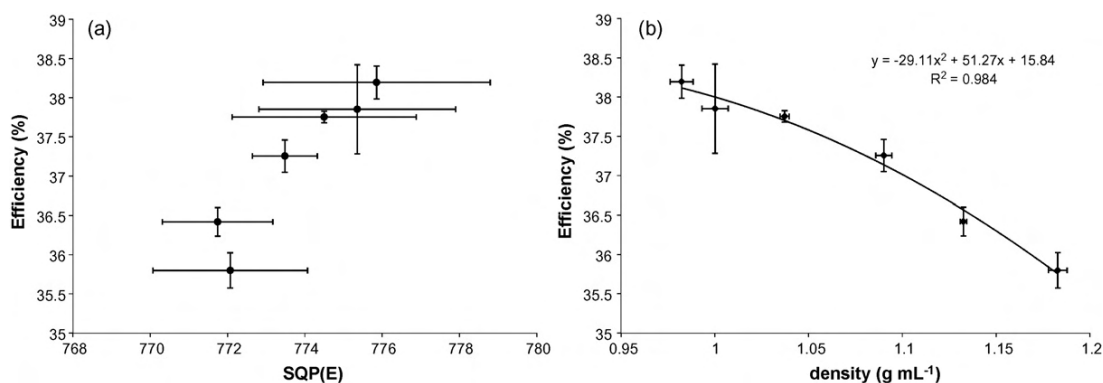 (a)
39
38.5
38
37.5
37
36.5
36
35.5
35
Efficiency (%)
768 770 772 774 776 778 780
SQP(E)
(b)
y = -29.11x² + 51.27x + 15.84
R² = 0.984
39
38.5
38
37.5
37
36.5
36
35.5
35
Efficiency (%)
0.95 1 1.05 1.1 1.15 1.2
density (g mL⁻¹)